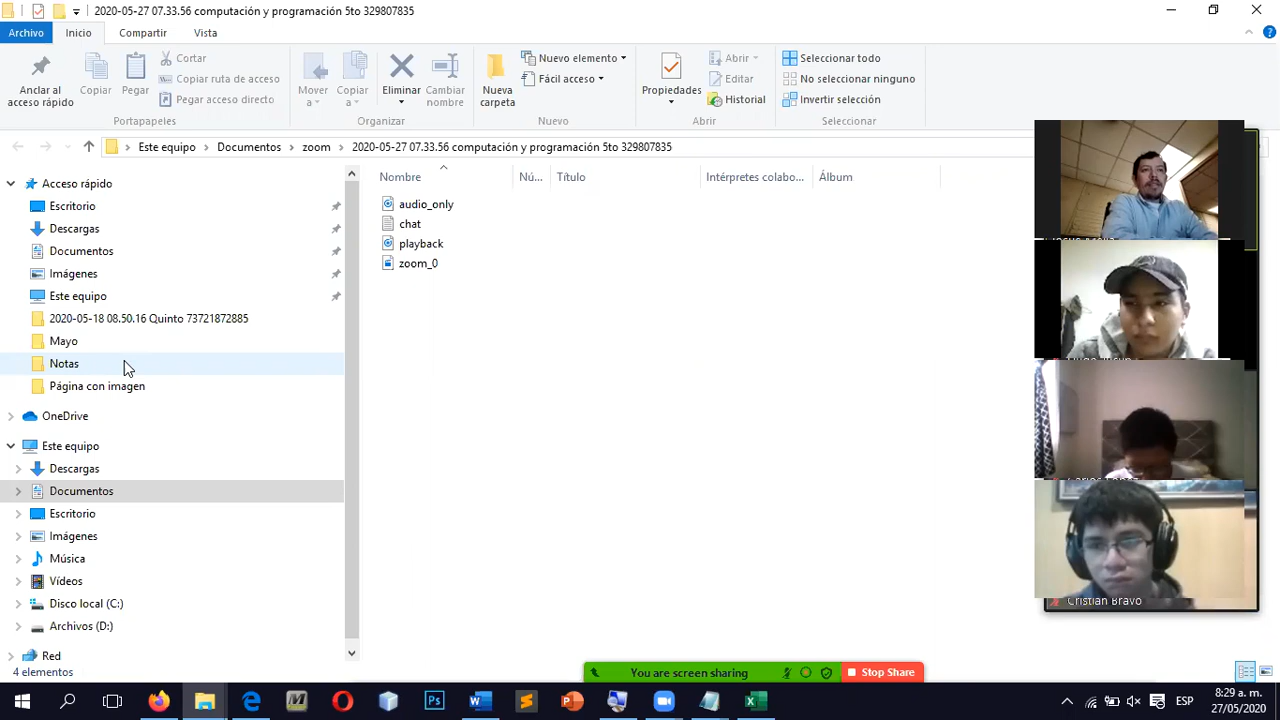 2020-05-27 07.33.56 computación y programación 5to 329807835
Archivo Inicio Compartir Vista
Anclar al acceso rápido
Copiar
Pegar
Cortar
Copiar ruta de acceso
Pegar acceso directo
Portapapeles
Mover a
Copiar a
Eliminar
Cambiar nombre
Organizar
Nueva carpeta
Nuevo elemento
Fácil acceso
Nuevo
Propiedades
Abrir
Editar
Historial
Abrir
Seleccionar todo
No seleccionar ninguno
Invertir selección
Seleccionar
Este equipo Documentos zoom 2020-05-27 07.33.56 computación y programación 5to 329807835
Acceso rápido
Escritorio
Descargas
Documentos
Imágenes
Este equipo
2020-05-18 08.50.16 Quinto 73721872885
Mayo
Notas
Página con imagen
OneDrive
Este equipo
Descargas
Documentos
Escritorio
Imágenes
Música
Vídeos
Disco local (C:)
Archivos (D:)
Red
Nombre Nú... Título Intérpretes colabo... Álbum
audio_only
chat
playback
zoom_0
Cristian Bravo
4 elementos
You are screen sharing Stop Share
ESP
8:29 a. m.
27/05/2020